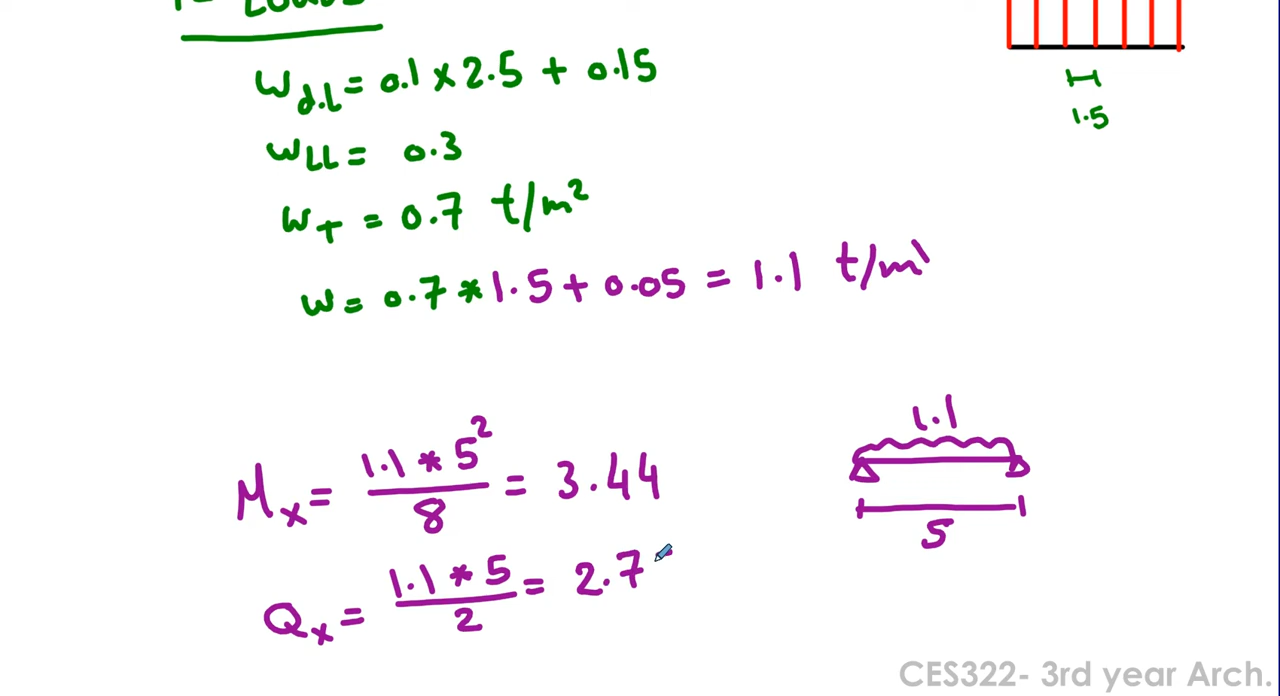 1- Loads
W d.L = 0.1 × 2.5 + 0.15
1.5
W LL = 0.3
W T = 0.7 t/m²
W = 0.7 * 1.5 + 0.05 = 1.1 t/m'
1.1
M x = 1.1 * 5² / 8 = 3.44
5
Q x = 1.1 * 5 / 2 = 2.7
CES322- 3rd year Arch.